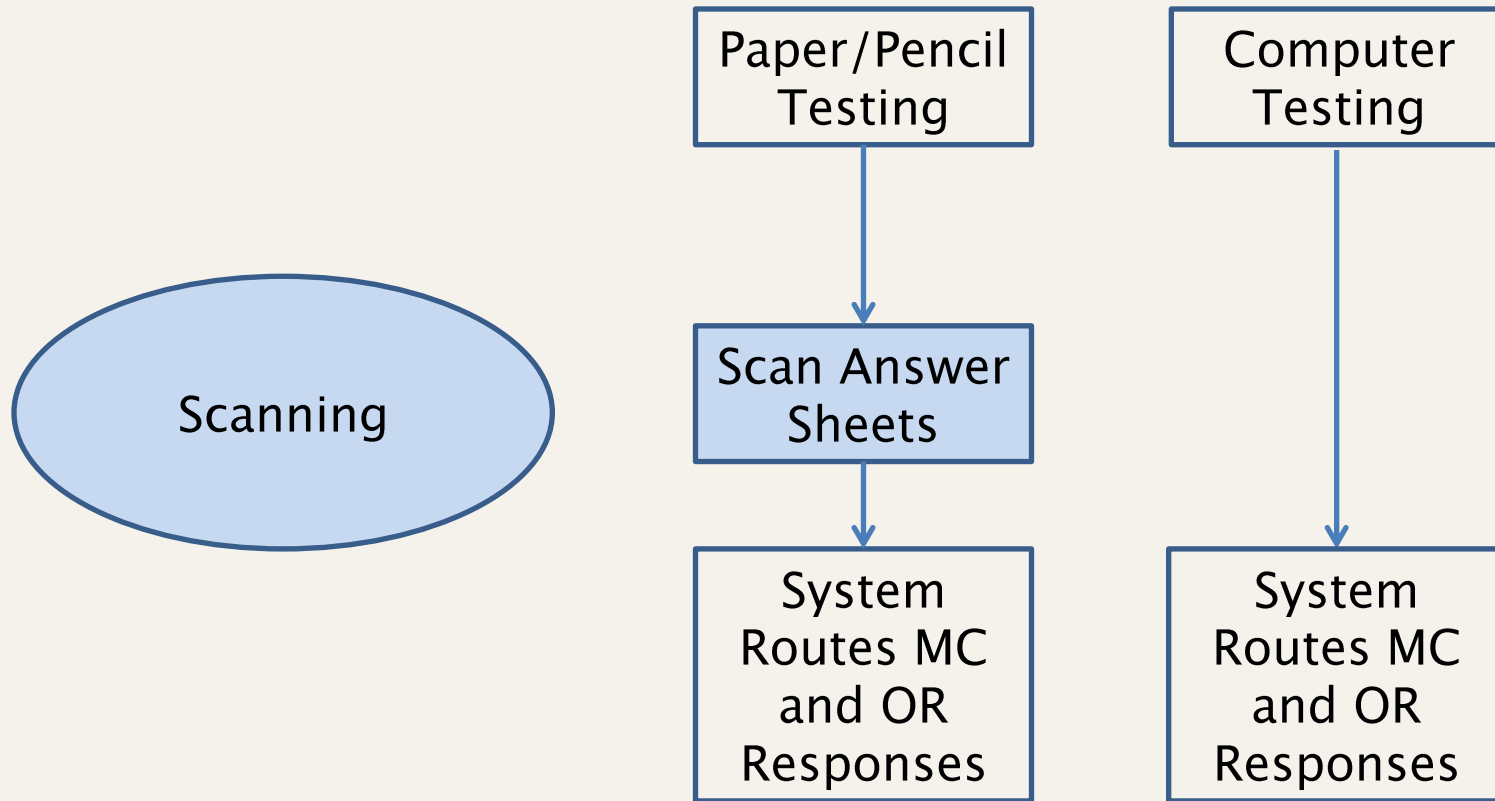 Paper/Pencil
Testing
Computer
Testing
Scanning
Scan Answer
Sheets
System
Routes MC
and OR
Responses
System
Routes MC
and OR
Responses